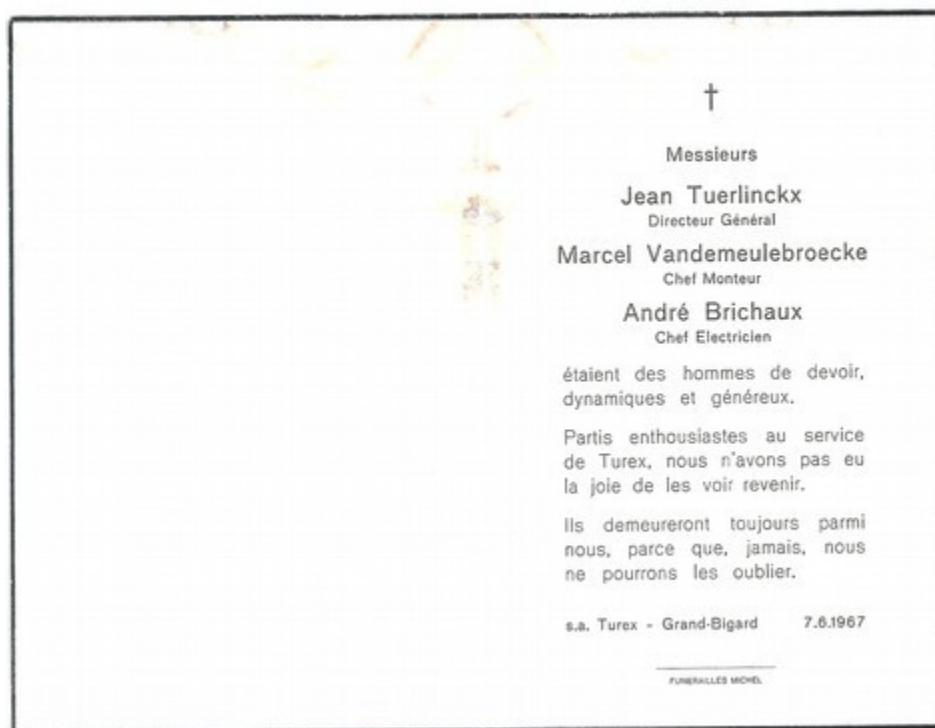 †
Messieurs
Jean Tuerlinckx
Directeur Général
Marcel Vandemeulebroecke
Chef Monteur
André Brichaux
Chef Electricien
étaient des hommes de devoir,
dynamiques et généreux.
Partis enthousiastes au service
de Turex, nous n'avons pas eu
la joie de les voir revenir.
Ils demeureront toujours parmi
nous, parce que, jamais, nous
ne pourrons les oublier.
s.a. Turex - Grand-Bigard 7.6.1967
FUNERAILLES MICHEL